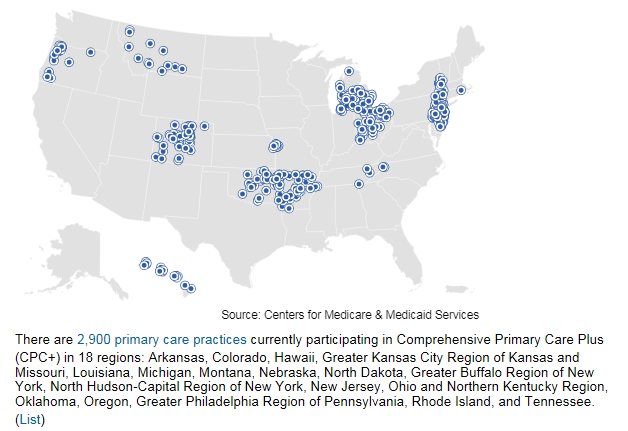 Source: Centers for Medicare & Medicaid Services
There are 2,900 primary care practices currently participating in Comprehensive Primary Care Plus
(CPC+) in 18 regions: Arkansas, Colorado, Hawaii, Greater Kansas City Region of Kansas and
Missouri, Louisiana, Michigan, Montana, Nebraska, North Dakota, Greater Buffalo Region of New
York, North Hudson-Capital Region of New York, New Jersey, Ohio and Northern Kentucky Region,
Oklahoma, Oregon, Greater Philadelphia Region of Pennsylvania, Rhode Island, and Tennessee.
(List)